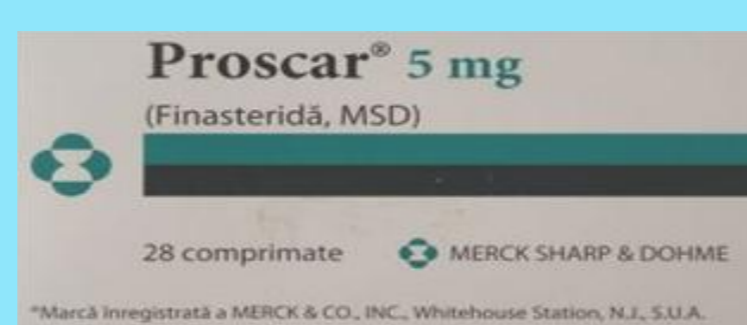 Proscar® 5 mg
(Finasteridă, MSD)
28 comprimate MERCK SHARP & DOHME
*Marcă înregistrată a MERCK & CO., INC., Whitehouse Station, N.J., S.U.A.